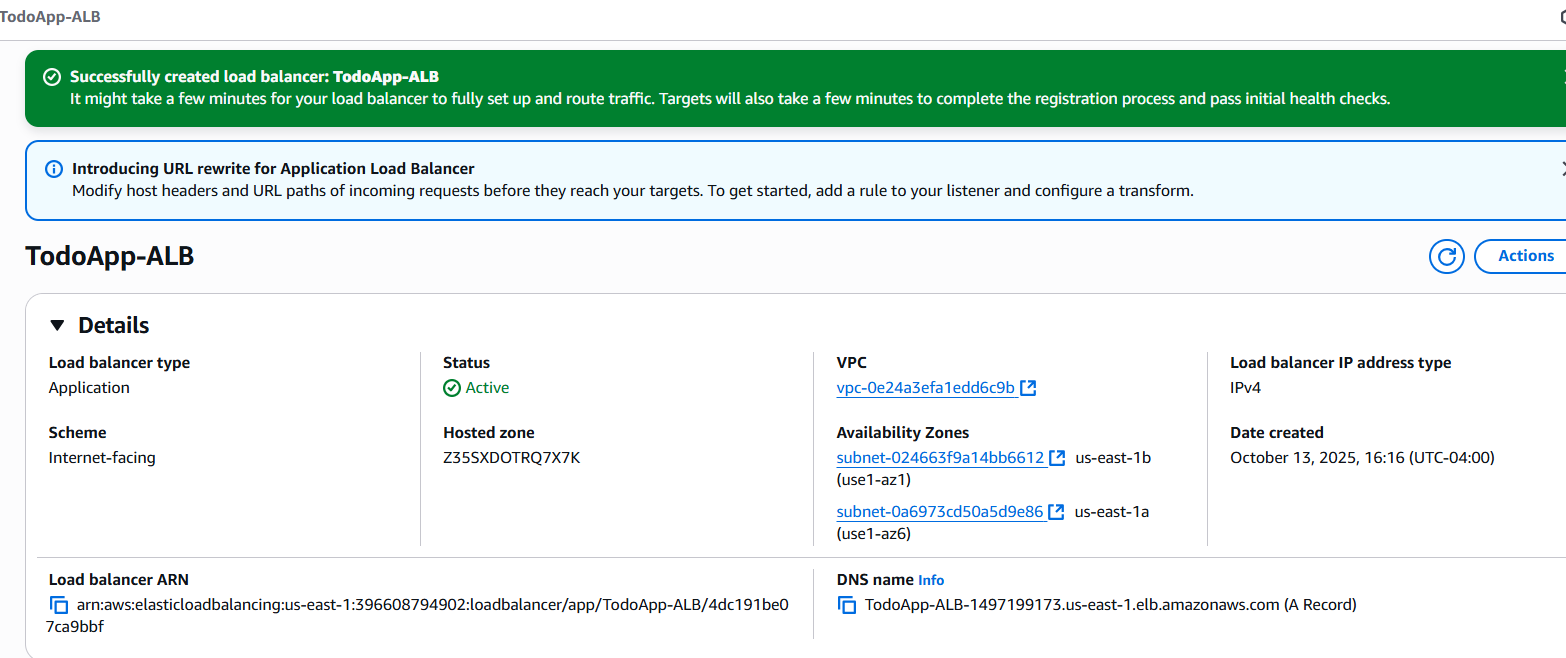 TodoApp-ALB
Successfully created load balancer: TodoApp-ALB
It might take a few minutes for your load balancer to fully set up and route traffic. Targets will also take a few minutes to complete the registration process and pass initial health checks.
Introducing URL rewrite for Application Load Balancer
Modify host headers and URL paths of incoming requests before they reach your targets. To get started, add a rule to your listener and configure a transform.
TodoApp-ALB
Actions
Details
Load balancer type
Application
Status
Active
VPC
vpc-0e24a3efa1edd6c9b
Load balancer IP address type
IPv4
Scheme
Internet-facing
Hosted zone
Z35SXDOTRQ7X7K
Availability Zones
subnet-024663f9a14bb6612 us-east-1b
(use1-az1)
subnet-0a6973cd50a5d9e86 us-east-1a
(use1-az6)
Date created
October 13, 2025, 16:16 (UTC-04:00)
Load balancer ARN
arn:aws:elasticloadbalancing:us-east-1:396608794902:loadbalancer/app/TodoApp-ALB/4dc191be0
7ca9bbf
DNS name Info
TodoApp-ALB-1497199173.us-east-1.elb.amazonaws.com (A Record)